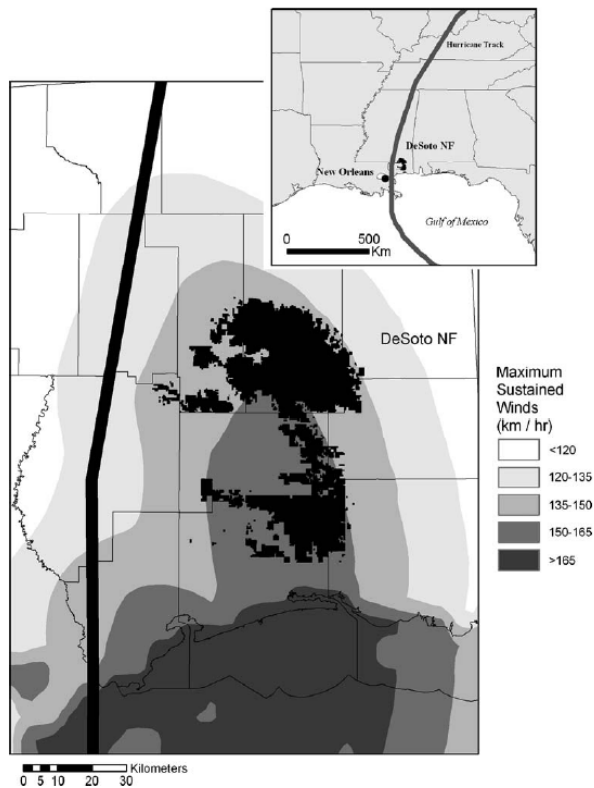 Hurricane Track
DeSoto NF
New Orleans
Gulf of Mexico
0 500
Km
DeSoto NF
Maximum
Sustained
Winds
(km / hr)
<120
120-135
135-150
150-165
>165
Kilometers
0 5 10 20 30